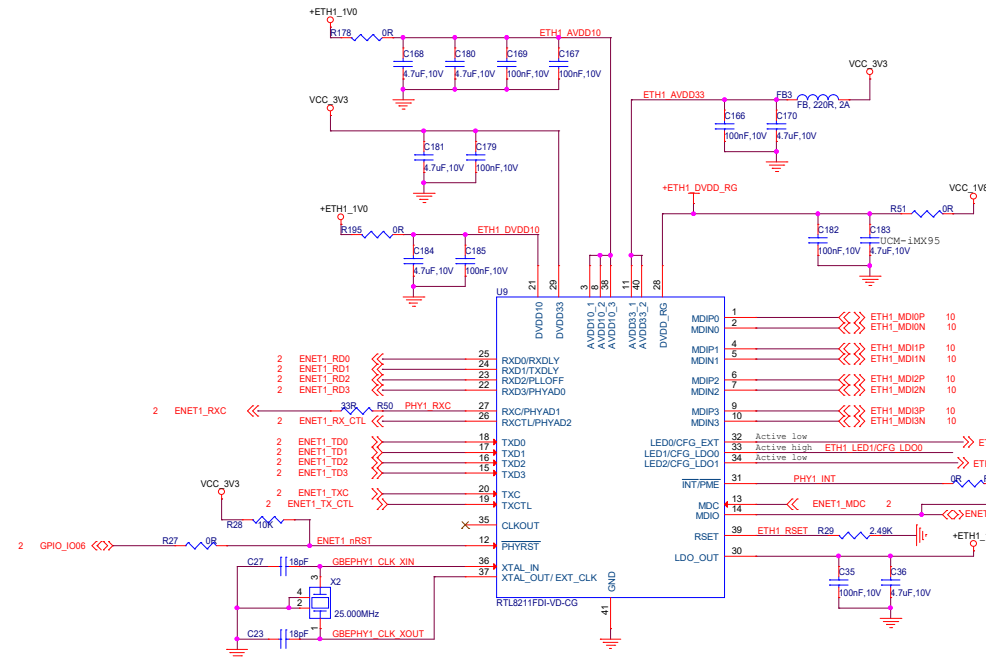 +ETH1_1V0
R178 0R ETH1_AVDD10
C168 C180 C169 C167
4.7uF,10V 4.7uF,10V 100nF,10V 100nF,10V
VCC_3V3
ETH1_AVDD33 FB3
FB, 220R, 2A
C166 C170
100nF,10V 4.7uF,10V
VCC_3V3
C181 C179
4.7uF,10V 100nF,10V
+ETH1_DVDD_RG
VCC_1V8
R51 0R
C182 C183
UCM-iMX95
100nF,10V 4.7uF,10V
+ETH1_1V0
R195 0R ETH1_DVDD10
C184 C185
4.7uF,10V 100nF,10V
21 29 3 8 38 11 40 28
U9
DVDD10 DVDD33 AVDD10_1 AVDD10_2 AVDD10_3 AVDD33_1 AVDD33_2 DVDD_RG
MDIP0 1 ETH1_MDI0P 10
MDIN0 2 ETH1_MDI0N 10
MDIP1 4 ETH1_MDI1P 10
MDIN1 5 ETH1_MDI1N 10
MDIP2 6 ETH1_MDI2P 10
MDIN2 7 ETH1_MDI2N 10
MDIP3 9 ETH1_MDI3P 10
MDIN3 10 ETH1_MDI3N 10
2 ENET1_RD0 25 RXD0/RXDLY
2 ENET1_RD1 24 RXD1/TXDLY
2 ENET1_RD2 23 RXD2/PLLOFF
2 ENET1_RD3 22 RXD3/PHYAD0
2 ENET1_RXC 33R R50 PHY1_RXC 27 RXC/PHYAD1
2 ENET1_RX_CTL 26 RXCTL/PHYAD2
2 ENET1_TD0 18 TXD0
2 ENET1_TD1 17 TXD1
2 ENET1_TD2 16 TXD2
2 ENET1_TD3 15 TXD3
LED0/CFG_EXT 32 Active low ET
LED1/CFG_LDO0 33 Active high ETH1_LED1/CFG_LDO0
LED2/CFG_LDO1 34 Active low ETI
INT/PME 31 PHY1_INT 0R
VCC_3V3
2 ENET1_TXC 20 TXC
2 ENET1_TX_CTL 19 TXCTL
MDC 13 ENET1_MDC 2
MDIO 14 ENET
R28 10K
35 CLKOUT
RSET 39 ETH1_RSET R29 2.49K
+ETH1_
2 GPIO_IO06 R27 0R ENET1_nRST 12 PHYRST
LDO_OUT 30
C27 18pF GBEPHY1_CLK_XIN 36 XTAL_IN
37 XTAL_OUT/ EXT_CLK
GND
41
C35 C36
100nF,10V 4.7uF,10V
3 X2
4
2
1 25.000MHz
RTL8211FDI-VD-CG
C23 18pF GBEPHY1_CLK_XOUT